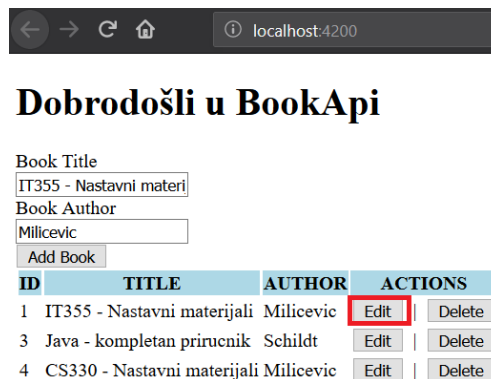 localhost:4200
Dobrodošli u BookApi
Book Title
IT355 - Nastavni materij
Book Author
Milicevic
Add Book
ID TITLE AUTHOR ACTIONS
1 IT355 - Nastavni materijali Milicevic Edit | Delete
3 Java - kompletan prirucnik Schildt Edit | Delete
4 CS330 - Nastavni materijali Milicevic Edit | Delete